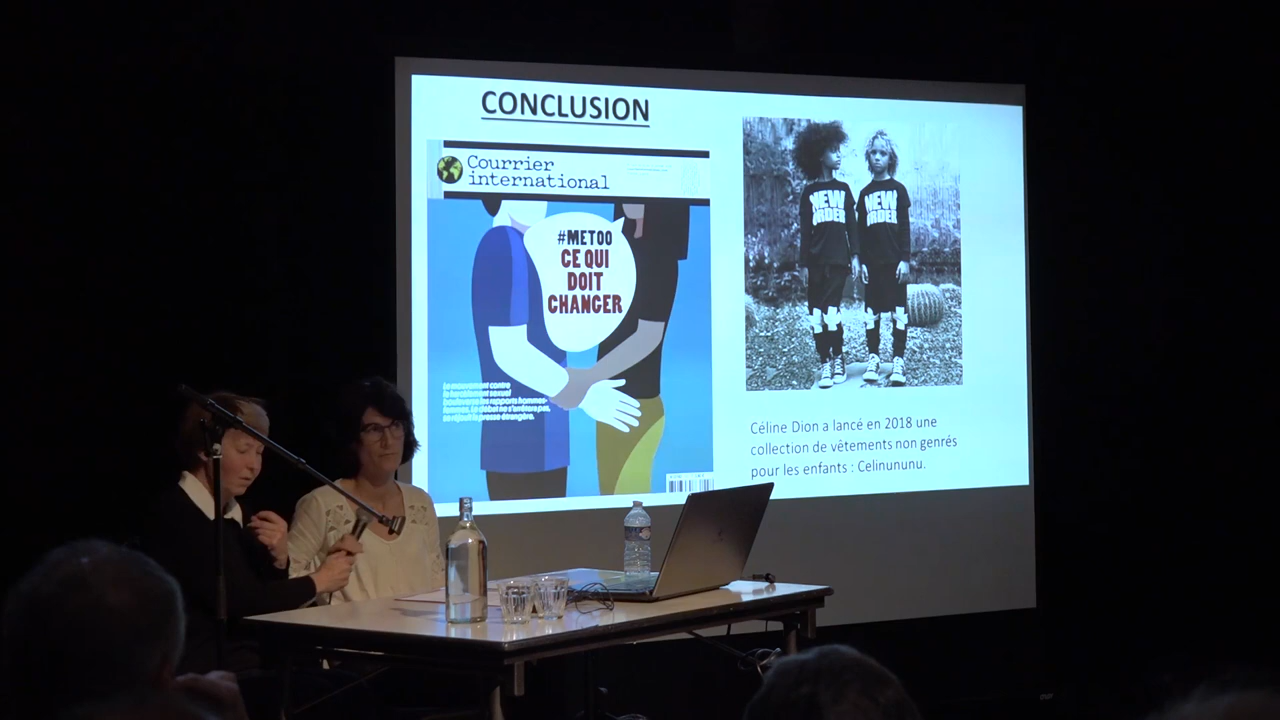 CONCLUSION
Courrier
international
#METOO
CE QUI
DOIT
CHANGER
NEW
ORDER
NEW
ORDER
Céline Dion a lancé en 2018 une
collection de vêtements non genrés
pour les enfants : Celinununu.